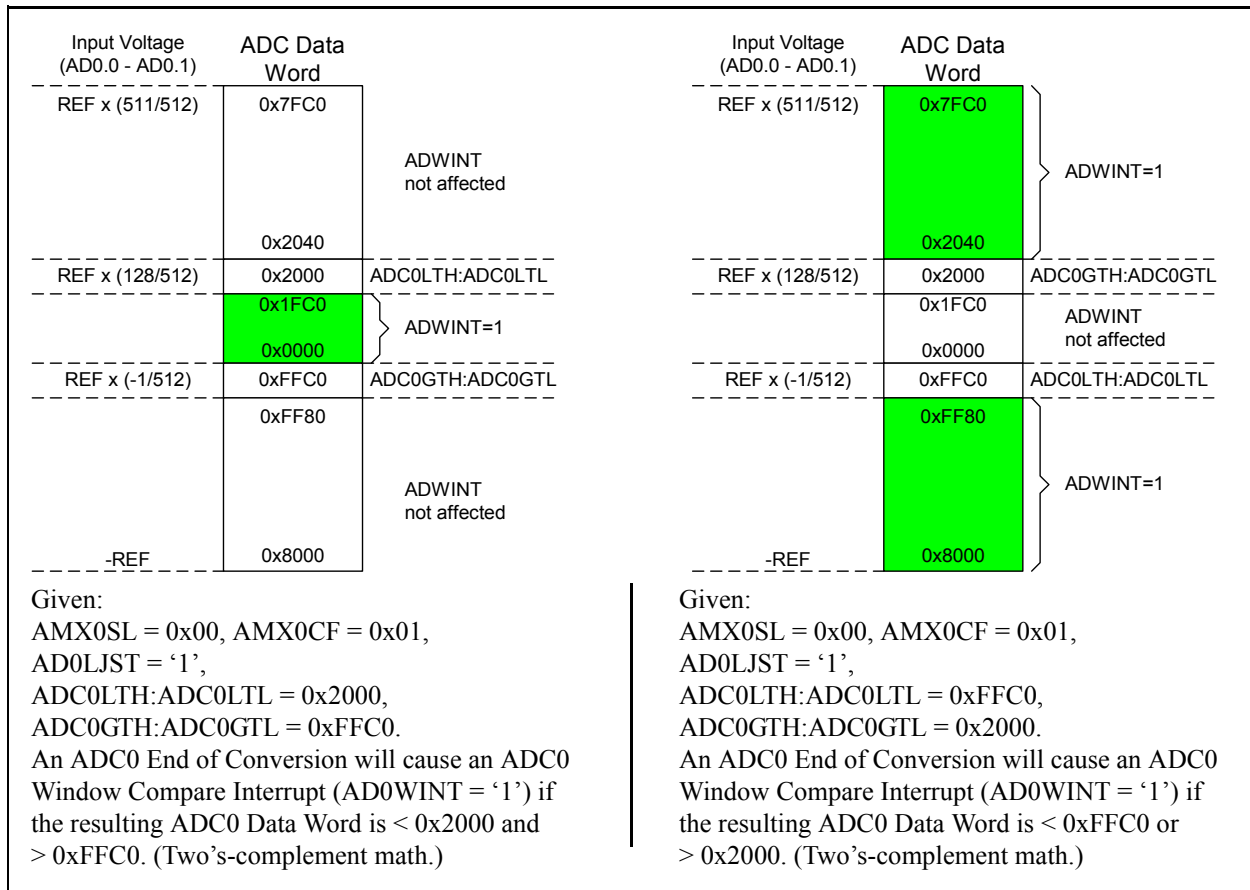 Input Voltage
(AD0.0 - AD0.1)
ADC Data
Word
REF x (511/512)
0x7FC0
ADWINT
not affected
0x2040
REF x (128/512)
0x2000
ADC0LTH:ADC0LTL
0x1FC0
ADWINT=1
0x0000
REF x (-1/512)
0xFFC0
ADC0GTH:ADC0GTL
0xFF80
ADWINT
not affected
-REF
0x8000
Given:
AMX0SL = 0x00, AMX0CF = 0x01,
AD0LJST = ‘1’,
ADC0LTH:ADC0LTL = 0x2000,
ADC0GTH:ADC0GTL = 0xFFC0.
An ADC0 End of Conversion will cause an ADC0
Window Compare Interrupt (AD0WINT = ‘1’) if
the resulting ADC0 Data Word is < 0x2000 and
> 0xFFC0. (Two’s-complement math.)
Input Voltage
(AD0.0 - AD0.1)
ADC Data
Word
REF x (511/512)
0x7FC0
ADWINT=1
0x2040
REF x (128/512)
0x2000
ADC0GTH:ADC0GTL
0x1FC0
ADWINT
not affected
0x0000
REF x (-1/512)
0xFFC0
ADC0LTH:ADC0LTL
0xFF80
ADWINT=1
-REF
0x8000
Given:
AMX0SL = 0x00, AMX0CF = 0x01,
AD0LJST = ‘1’,
ADC0LTH:ADC0LTL = 0xFFC0,
ADC0GTH:ADC0GTL = 0x2000.
An ADC0 End of Conversion will cause an ADC0
Window Compare Interrupt (AD0WINT = ‘1’) if
the resulting ADC0 Data Word is < 0xFFC0 or
> 0x2000. (Two’s-complement math.)